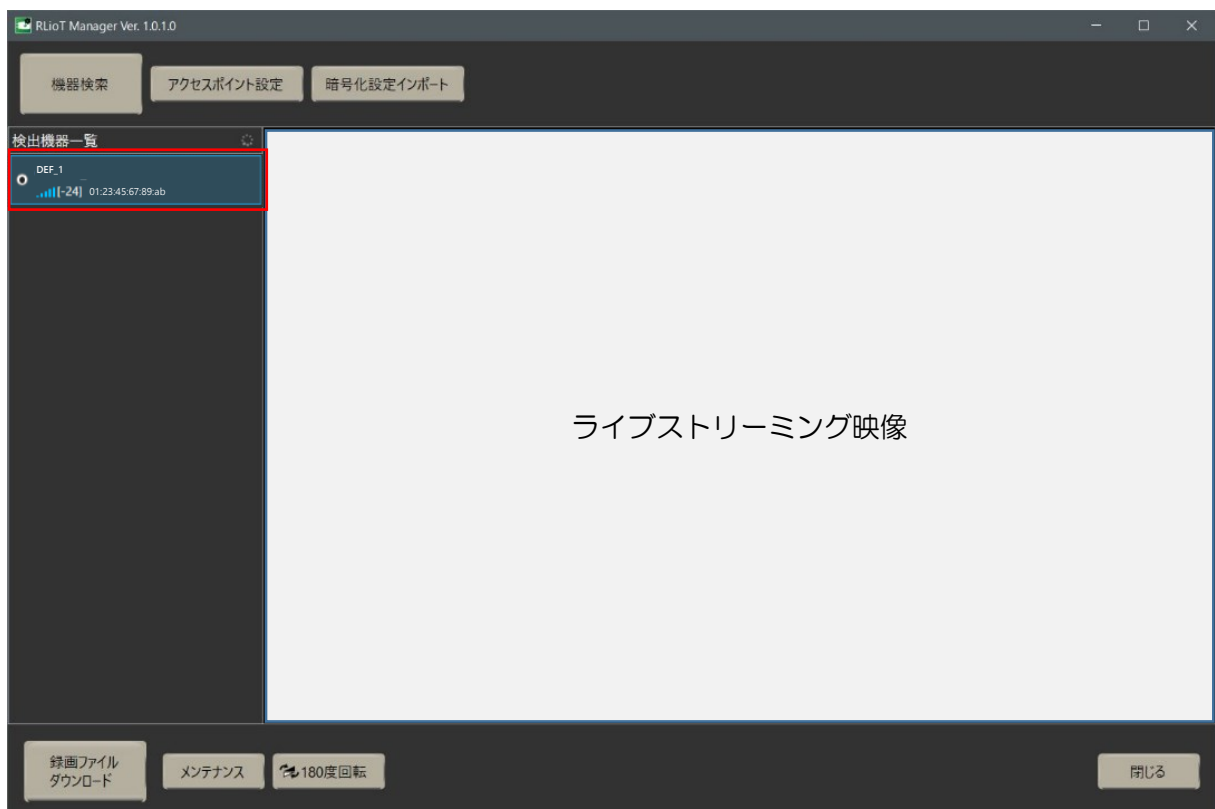 RLioT Manager Ver. 1.0.1.0
機器検索
アクセスポイント設定
暗号化設定インポート
検出機器一覧
DEF_1
[-24] 01:23:45:67:89:ab
ライブストリーミング映像
録画ファイル
ダウンロード
メンテナンス
180度回転
閉じる